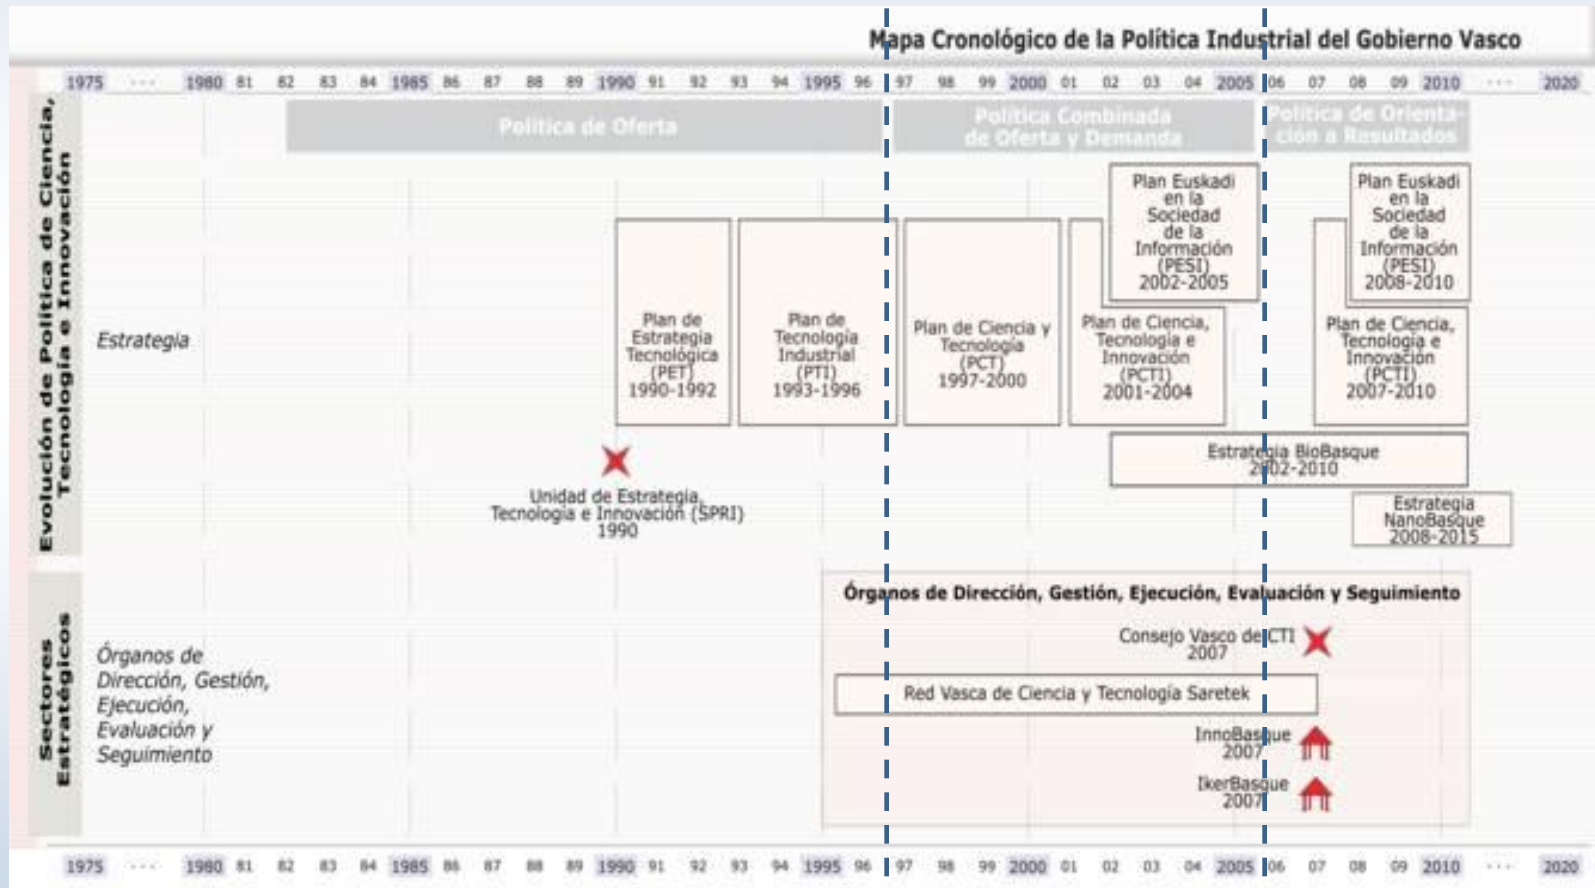 Mapa Cronológico de la Política Industrial del Gobierno Vasco
1975 ... 1980 81 82 83 84 1985 86 87 88 89 1990 91 92 93 94 1995 96 97 98 99 2000 01 02 03 04 2005 06 07 08 09 2010 ... 2020
Evolución de Política de Ciencia,
Tecnología e Innovación
Política de Oferta
Política Combinada
de Oferta y Demanda
Política de Orienta-
ción a Resultados
Estrategia
Plan de
Estrategia
Tecnológica
(PET)
1990-1992
Plan de
Tecnología
Industrial
(PTI)
1993-1996
Plan de Ciencia y
Tecnología
(PCT)
1997-2000
Plan Euskadi
en la
Sociedad
de la
Información
(PESI)
2002-2005
Plan de Ciencia,
Tecnología e
Innovación
(PCTI)
2001-2004
Plan Euskadi
en la
Sociedad
de la
Información
(PESI)
2008-2010
Plan de Ciencia,
Tecnología e
Innovación
(PCTI)
2007-2010
Estrategia BioBasque
2002-2010
Estrategia
NanoBasque
2008-2015
Unidad de Estrategia,
Tecnología e Innovación (SPRI)
1990
Sectores
Estratégicos
Órganos de
Dirección, Gestión,
Ejecución,
Evaluación y
Seguimiento
Órganos de Dirección, Gestión, Ejecución, Evaluación y Seguimiento
Consejo Vasco de CTI
2007
Red Vasca de Ciencia y Tecnología Saretek
InnoBasque
2007
IkerBasque
2007
1975 ... 1980 81 82 83 84 1985 86 87 88 89 1990 91 92 93 94 1995 96 97 98 99 2000 01 02 03 04 2005 06 07 08 09 2010 ... 2020